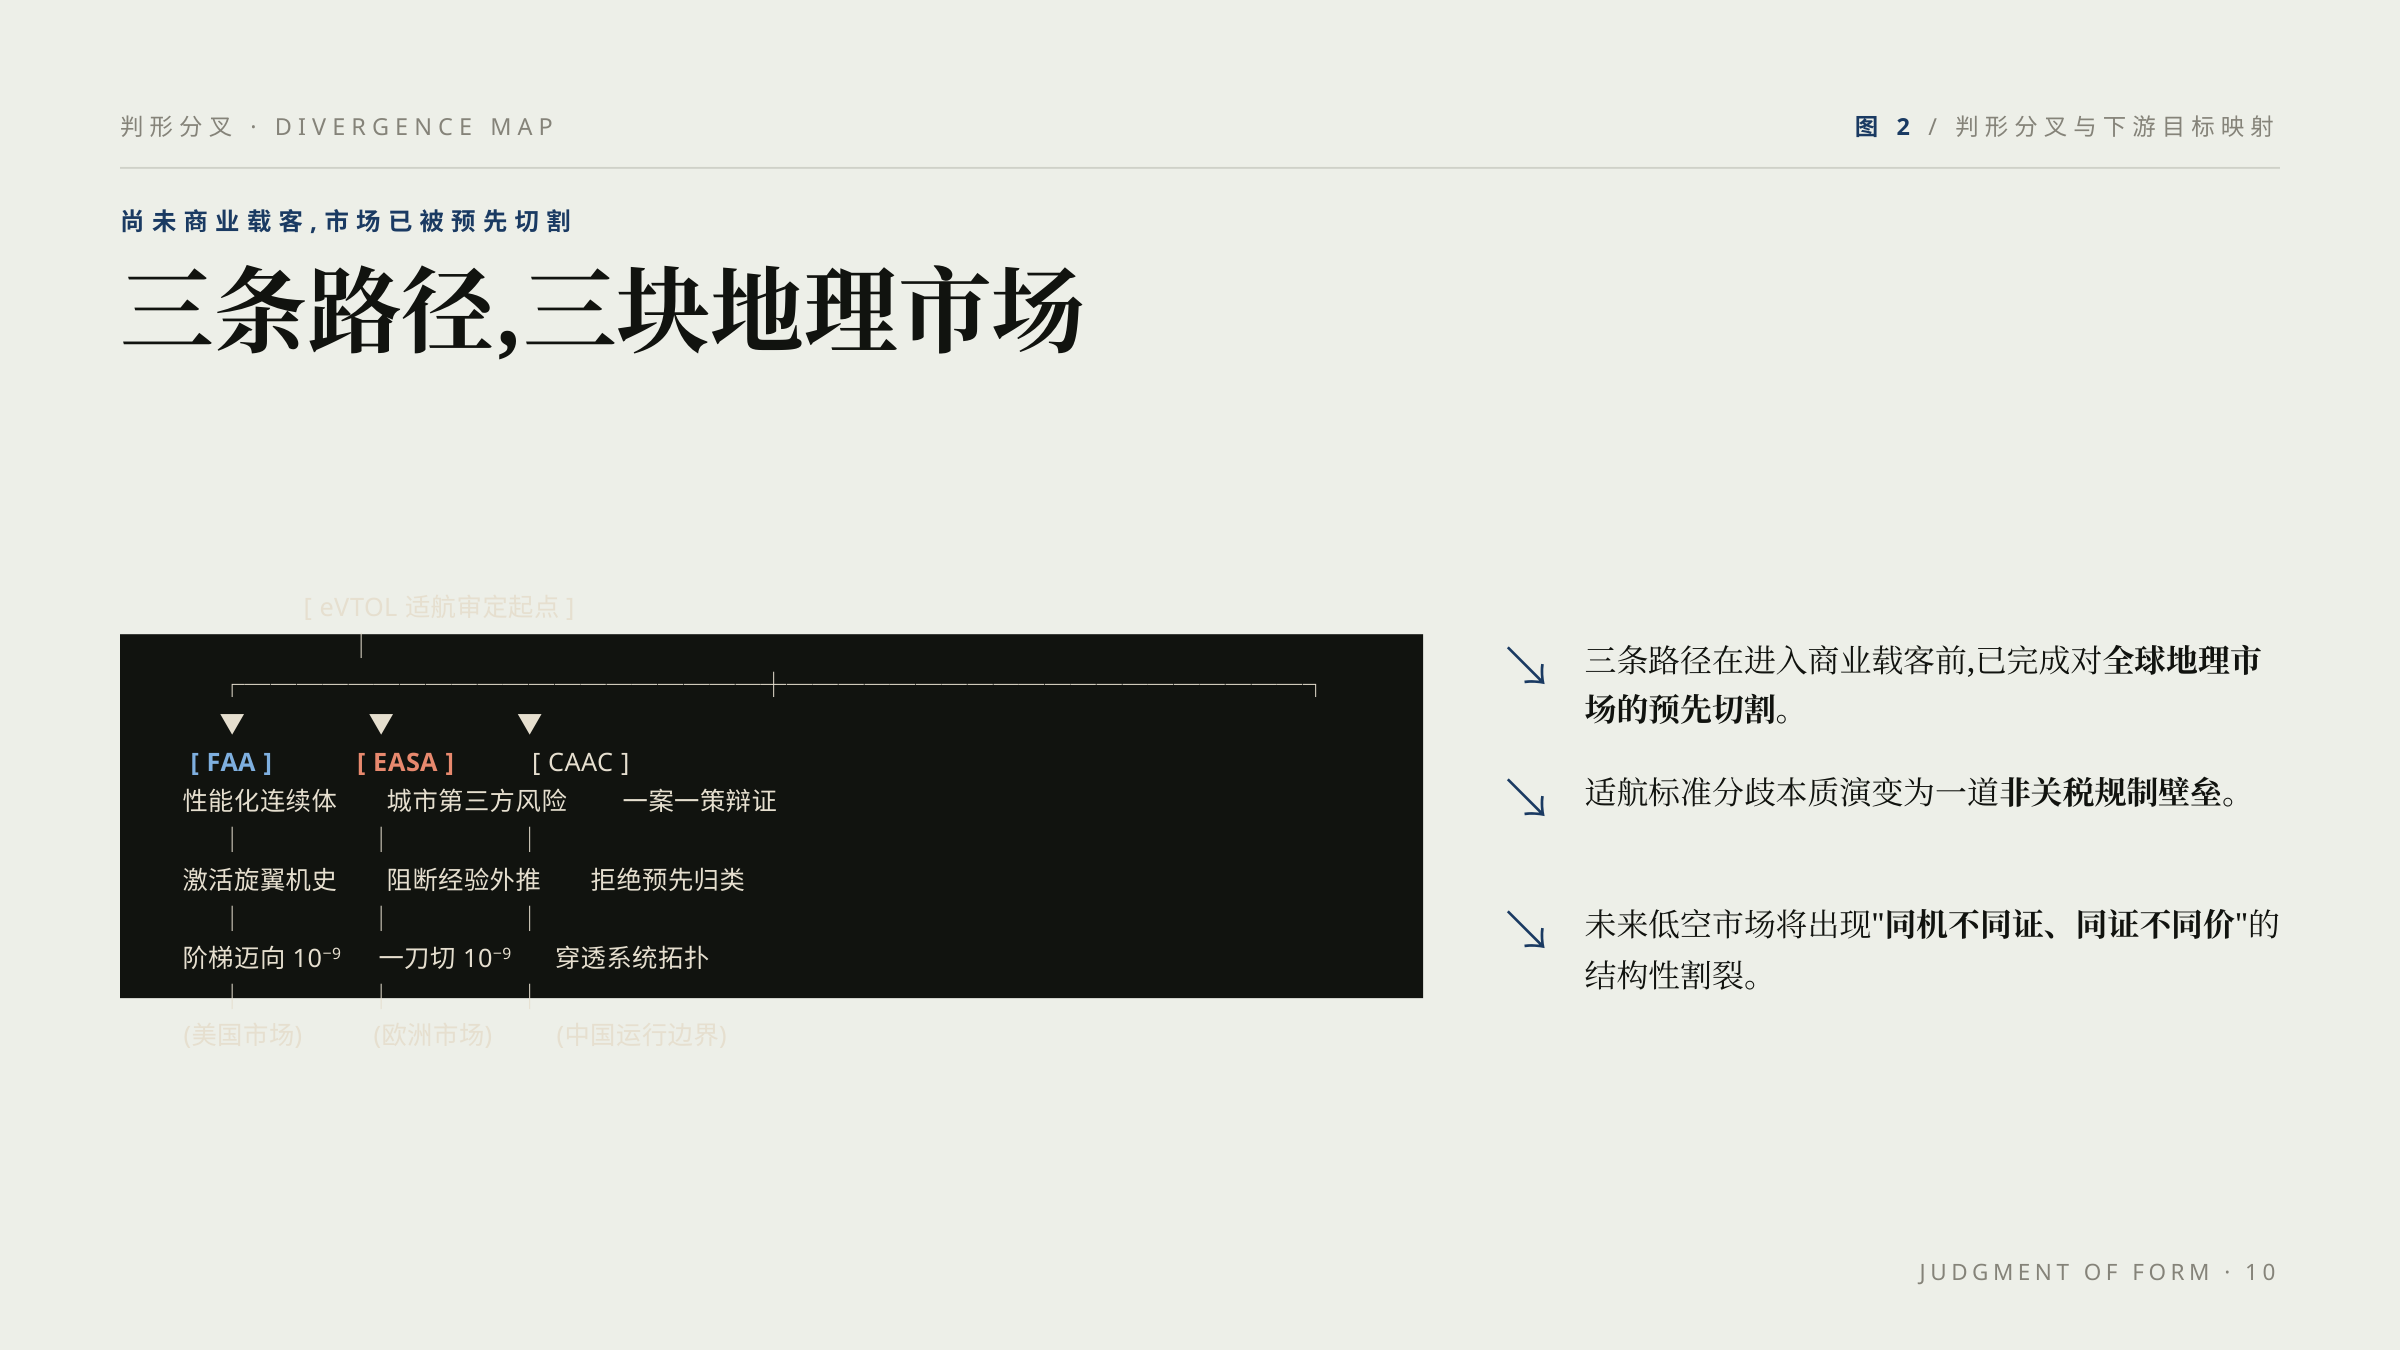 判形分叉 · DIVERGENCE MAP
图 2 / 判形分叉与下游目标映射
尚未商业载客,市场已被预先切割
三条路径,三块地理市场
[ eVTOL 适航审定起点 ]
[ FAA ] [ EASA ] [ CAAC ]
性能化连续体 城市第三方风险 一案一策辩证
激活旋翼机史 阻断经验外推 拒绝预先归类
阶梯迈向 10⁻⁹ 一刀切 10⁻⁹ 穿透系统拓扑
(美国市场) (欧洲市场) (中国运行边界)
三条路径在进入商业载客前,已完成对全球地理市
场的预先切割。
适航标准分歧本质演变为一道非关税规制壁垒。
未来低空市场将出现"同机不同证、同证不同价"的
结构性割裂。
JUDGMENT OF FORM · 10